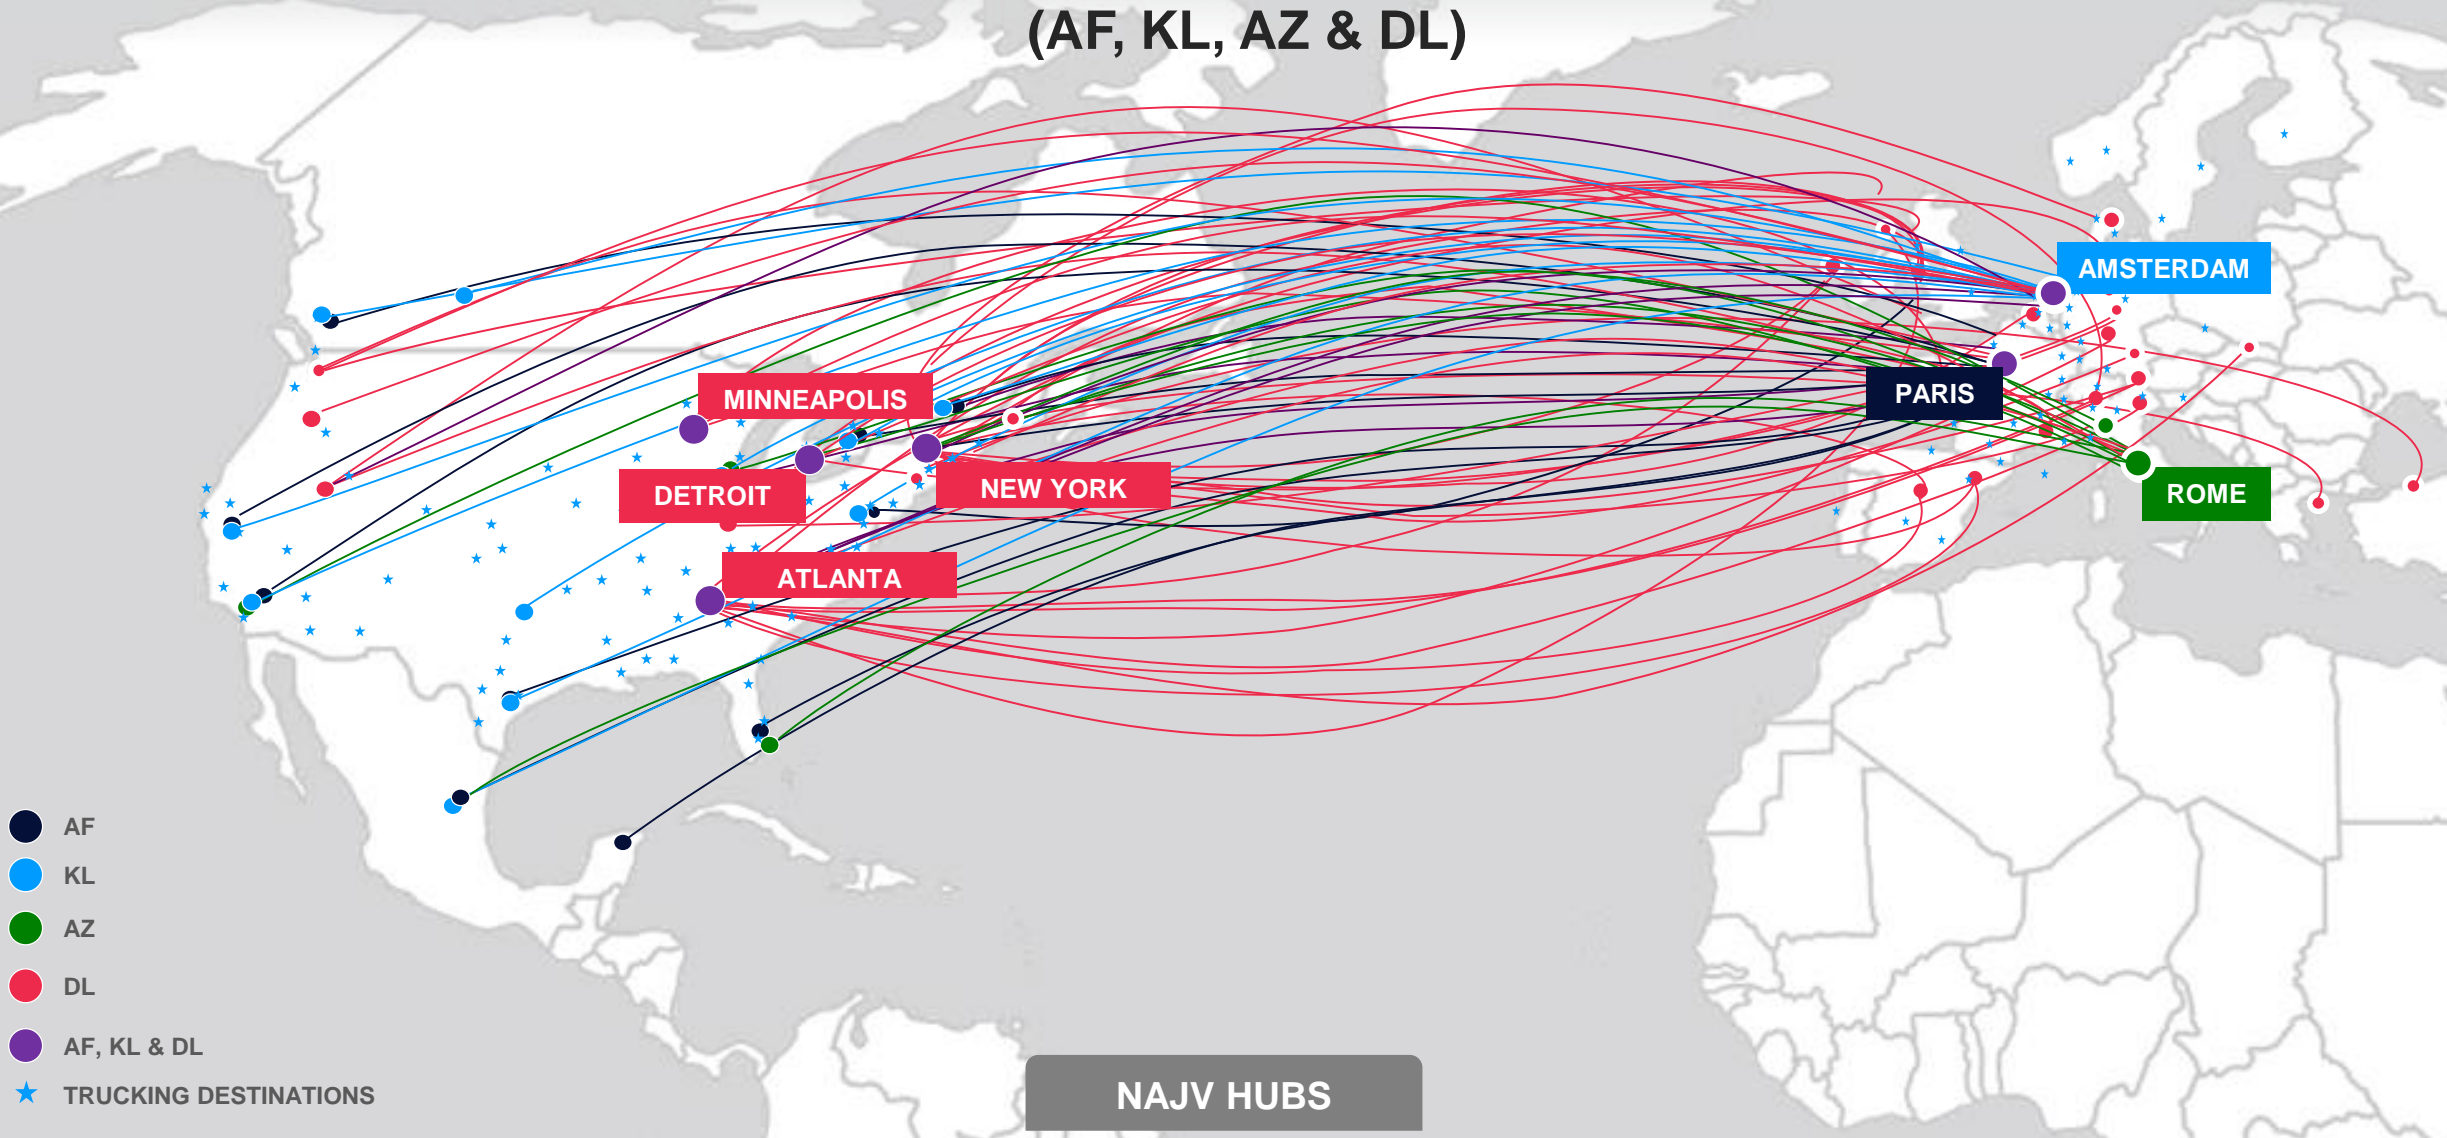 (AF, KL, AZ & DL)
AMSTERDAM
PARIS
MINNEAPOLIS
DETROIT
NEW YORK
ROME
ATLANTA
AF
KL
AZ
DL
AF, KL & DL
TRUCKING DESTINATIONS
NAJV HUBS